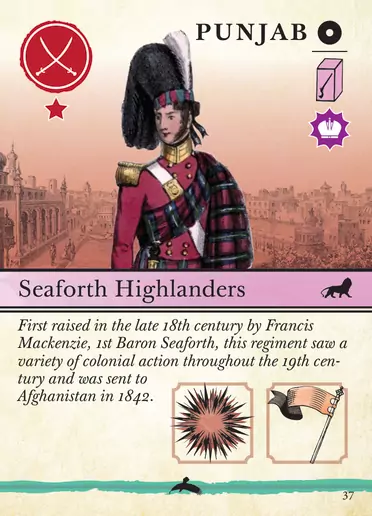 PUNJAB
Seaforth Highlanders
First raised in the late 18th century by Francis
Mackenzie, 1st Baron Seaforth, this regiment saw a
variety of colonial action throughout the 19th cen-
tury and was sent to
Afghanistan in 1842.
37